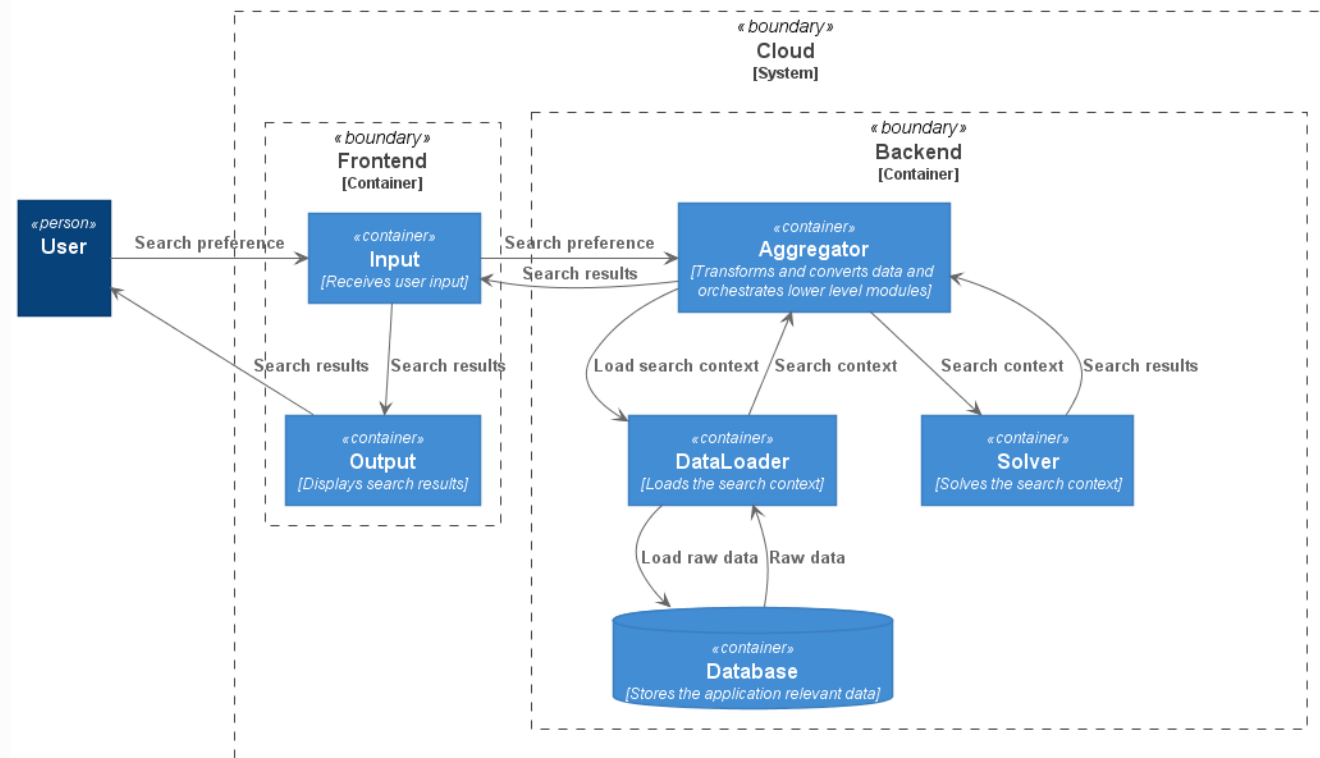 «boundary»
Cloud
[System]
«boundary»
Frontend
[Container]
«boundary»
Backend
[Container]
«person»
User
Search preference
«container»
Input
[Receives user input]
Search preference
Search results
«container»
Aggregator
[Transforms and converts data and
orchestrates lower level modules]
Search results
Search results
Load search context
Search context
Search context
Search results
«container»
Output
[Displays search results]
«container»
DataLoader
[Loads the search context]
«container»
Solver
[Solves the search context]
Load raw data
Raw data
«container»
Database
[Stores the application relevant data]